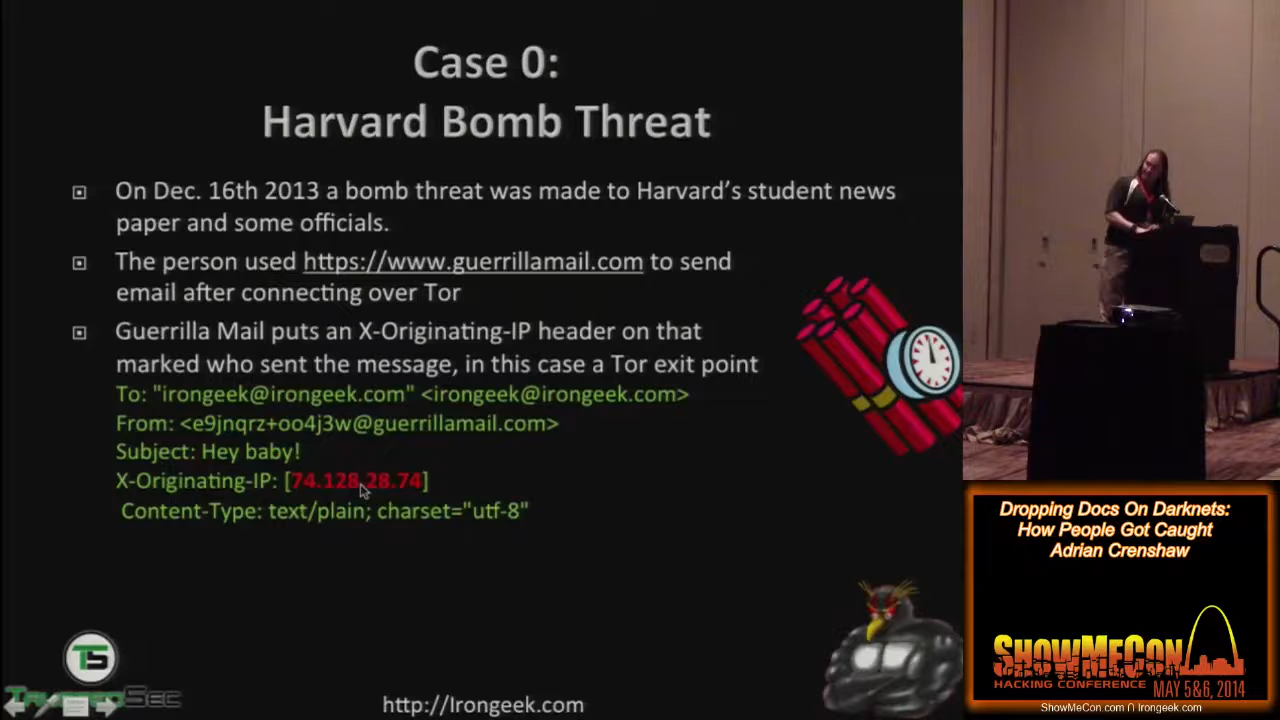 Case 0:
Harvard Bomb Threat
On Dec. 16th 2013 a bomb threat was made to Harvard's student news
paper and some officials.
The person used https://www.guerrillamail.com to send
email after connecting over Tor
Guerrilla Mail puts an X-Originating-IP header on that
marked who sent the message, in this case a Tor exit point
To: "irongeek@irongeek.com" <irongeek@irongeek.com>
From: <e9jnqrz+oo4j3w@guerrillamail.com>
Subject: Hey baby!
X-Originating-IP: [74.128.28.74]
Content-Type: text/plain; charset="utf-8"
TS
TrustedSec
http://Irongeek.com
Dropping Docs On Darknets:
How People Got Caught
Adrian Crenshaw
ShowMeCon
HACKING CONFERENCE MAY 5&6, 2014
ShowMeCon.com ∩ Irongeek.com